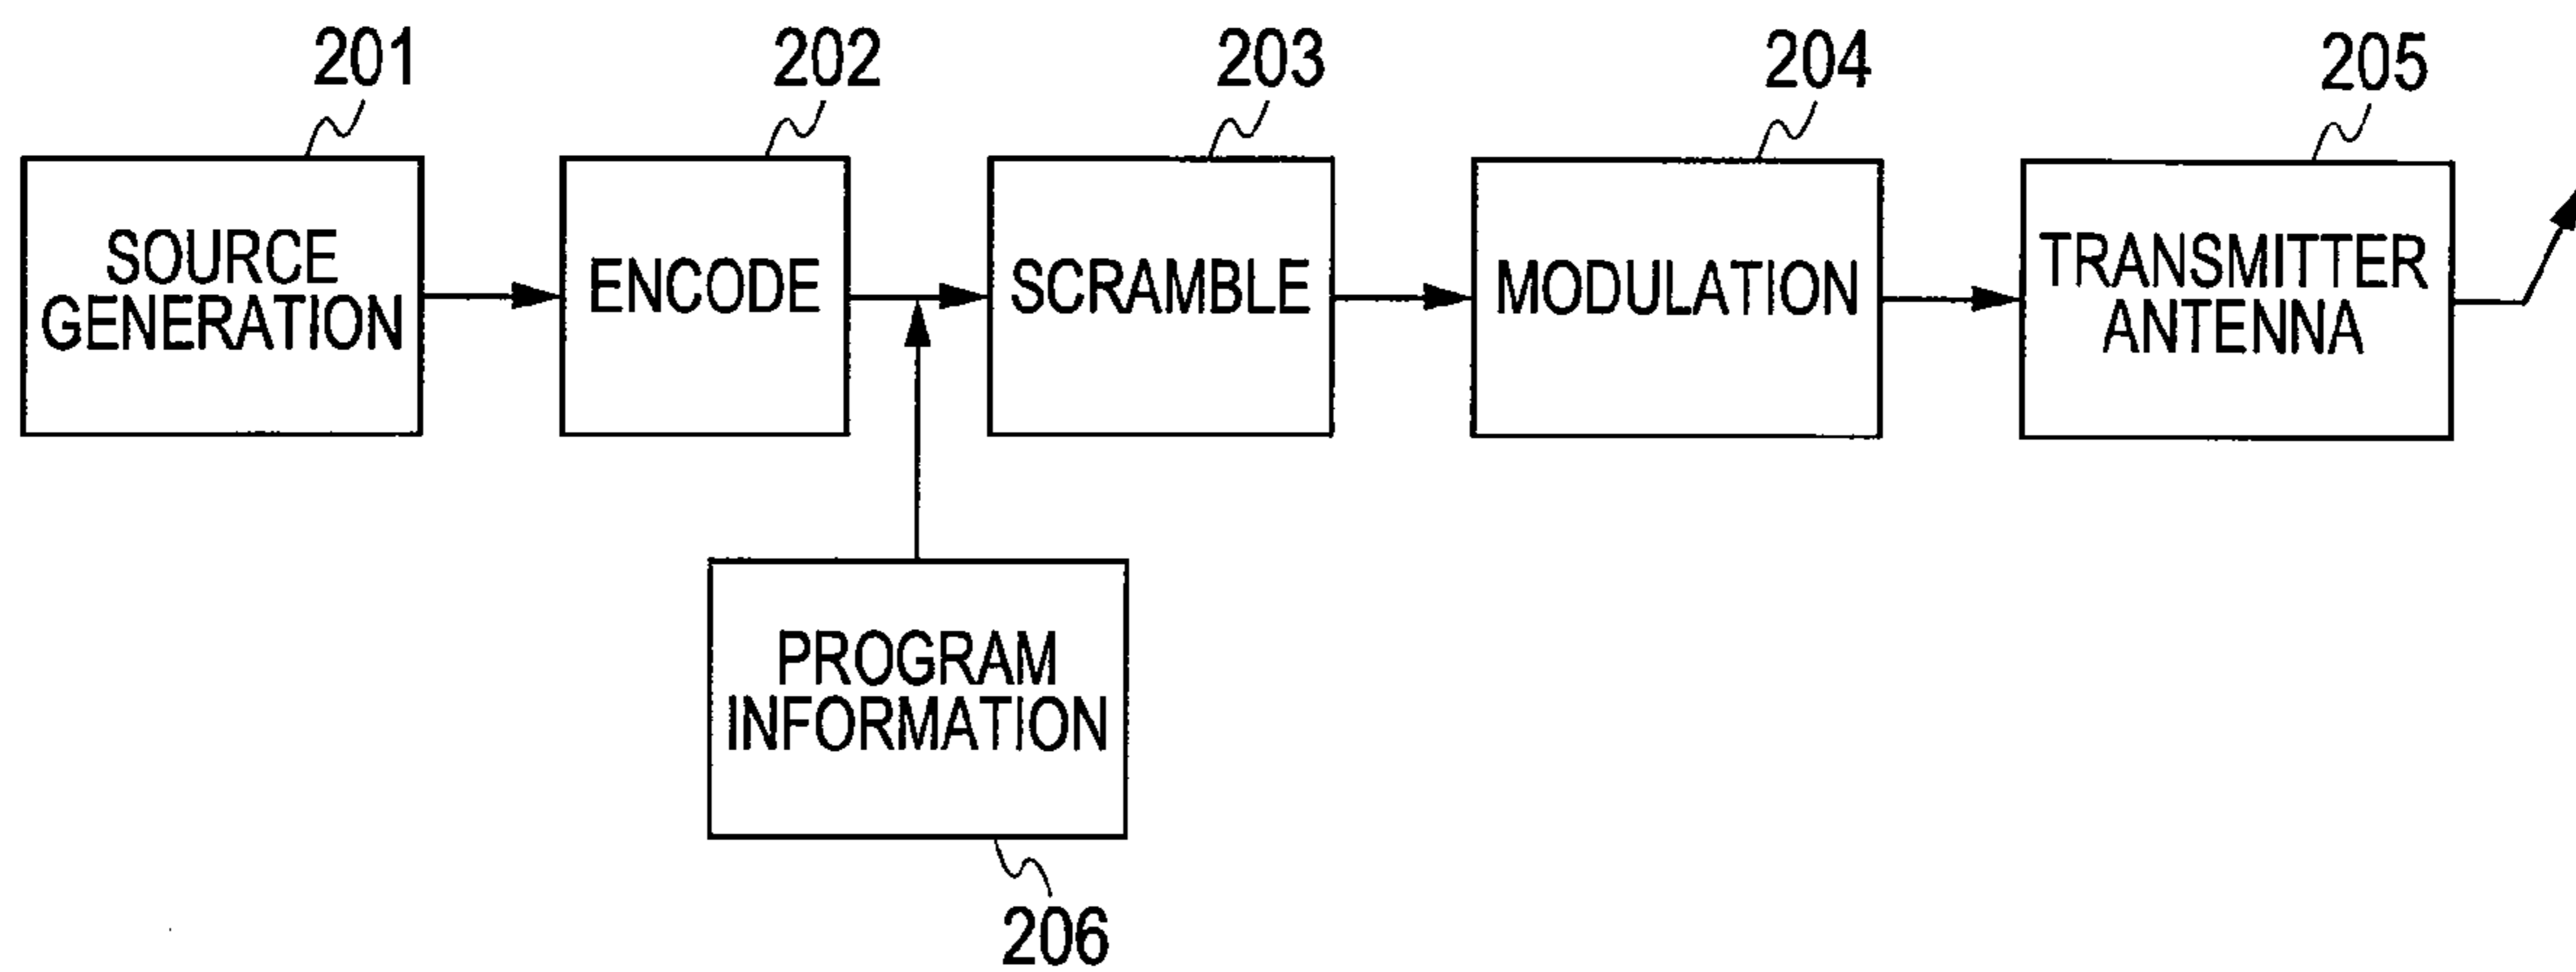 201
202
203
204
205
SOURCE
GENERATION
ENCODE
SCRAMBLE
MODULATION
TRANSMITTER
ANTENNA
PROGRAM
INFORMATION
206